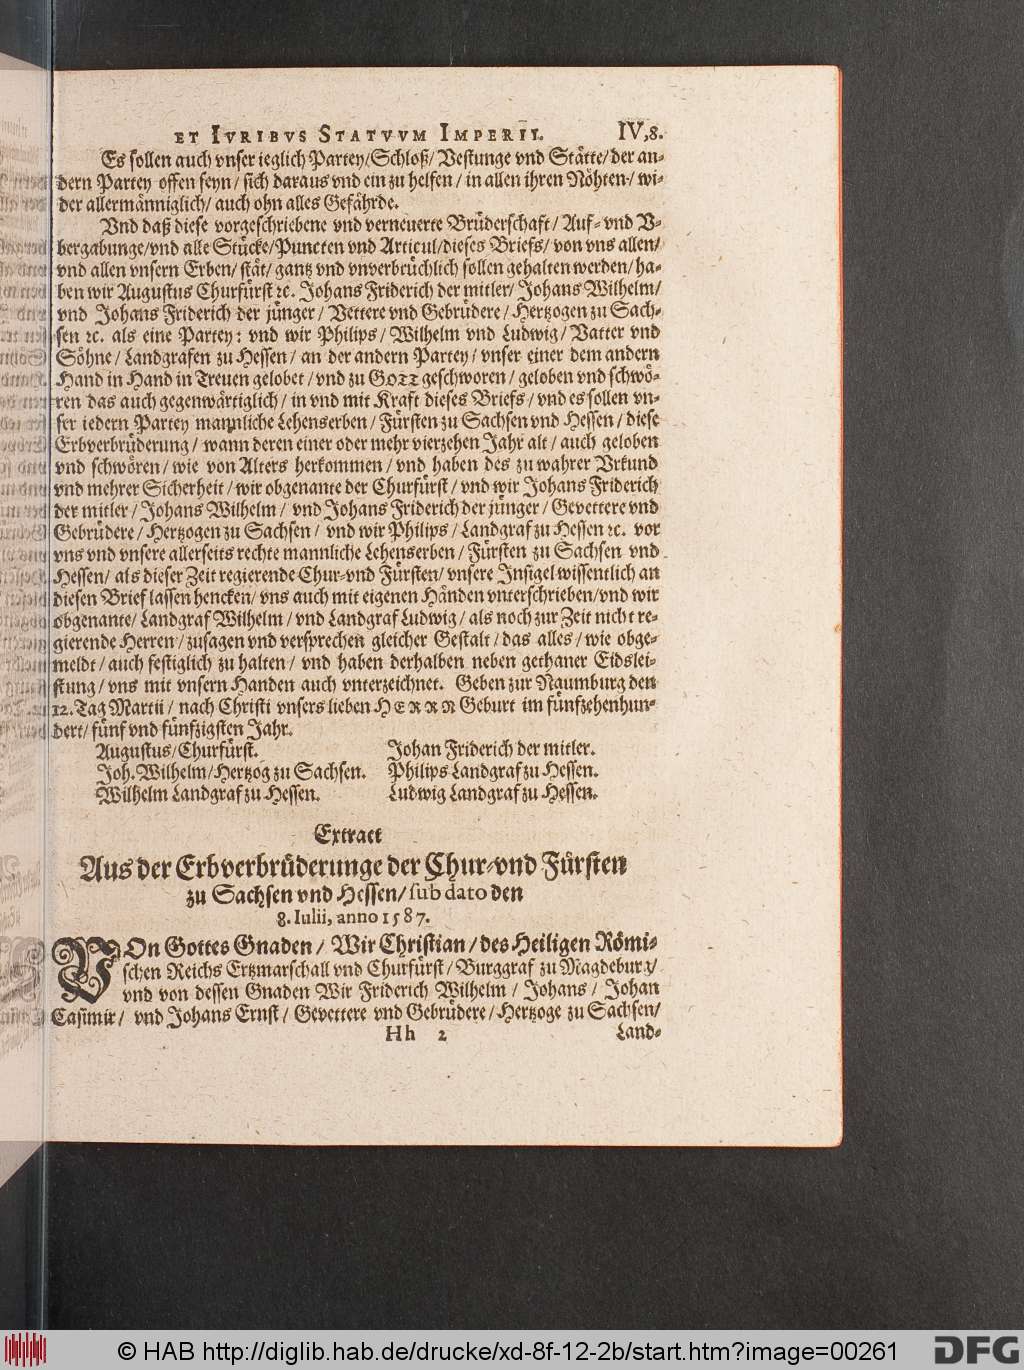 ET IVRIBVS STATVVM IMPERII. IV,8.
Es sollen auch vnser ieglich Partey/Schloß/Vestunge vnd Stätte/der an-
dern Partey offen seyn/ sich daraus vnd ein zu helfen/ in allen ihren Nöhten/ wi-
der allermänniglich/ auch ohn alles Gefährde.
Vnd daß diese vorgeschriebene vnd verneuerte Brüderschaft/ Auf- vnd V-
bergabunge/vnd alle Stücke/Puncten vnd Articul/dieses Briefs/ von vns allen/
vnd allen vnsern Erben/ stät/ gantz vnd vnverbrüchlich sollen gehalten werden/ ha-
ben wir Augustus Churfürst ꝛc. Johans Friderich der mitler/ Johans Wilhelm/
vnd Johans Friderich der jünger/ Vettere vnd Gebrüdere/ Hertzogen zu Sach-
sen ꝛc. als eine Partey: vnd wir Philips/ Wilhelm vnd Ludwig/ Vatter vnd
Söhne/ Landgrafen zu Hessen/ an der andern Partey/ vnser einer dem andern
Hand in Hand in Treuen gelobet/ vnd zu GOTT geschworen/ geloben vnd schwö-
ren das auch gegenwärtiglich/ in vnd mit Kraft dieses Briefs/ vnd es sollen vn-
ser iedern Partey mannliche Lehenserben/ Fürsten zu Sachsen vnd Hessen/ diese
Erbverbrüderung/ wann deren einer oder mehr vierzehen Jahr alt/ auch geloben
vnd schwören/ wie von Alters herkommen/ vnd haben des zu wahrer Vrkund
vnd mehrer Sicherheit/ wir obgenante der Churfürst/ vnd wir Johans Friderich
der mitler/ Johans Wilhelm/ vnd Johans Friderich der jünger/ Gevettere vnd
Gebrüdere/ Hertzogen zu Sachsen/ vnd wir Philips/ Landgraf zu Hessen ꝛc. vor
vns vnd vnsere allerseits rechte mannliche Lehenserben/ Fürsten zu Sachsen vnd
Hessen/ als dieser Zeit regierende Chur- vnd Fürsten/ vnsere Insigel wissentlich an
diesen Brief lassen hencken/ vns auch mit eigenen Händen vnterschrieben/ vnd wir
obgenante/ Landgraf Wilhelm/ vnd Landgraf Ludwig/ als noch zur Zeit nicht re-
gierende Herren/ zusagen vnd versprechen gleicher Gestalt/ das alles/ wie obge-
meldt/ auch festiglich zu halten/ vnd haben derhalben neben gethaner Eidslei-
stung/ vns mit vnsern Handen auch vnterzeichnet. Geben zur Naumburg den
12. Tag Martii/ nach Christi vnsers lieben HERRN Geburt im fünfzehenhun-
dert/ fünf vnd fünfzigsten Jahr.
Augustus/Churfürst. Johan Friderich der mitler.
Joh. Wilhelm/Hertzog zu Sachsen. Philips Landgraf zu Hessen.
Wilhelm Landgraf zu Hessen. Ludwig Landgraf zu Hessen.
Extract
Aus der Erbverbrüderunge der Chur- vnd Fürsten
zu Sachsen vnd Hessen/ sub dato den
8. Iulii, anno 1587.
VOn Gottes Gnaden/ Wir Christian/ des Heiligen Römi-
schen Reichs Ertzmarschall vnd Churfürst/ Burggraf zu Magdeburg/
vnd von dessen Gnaden Wir Friderich Wilhelm/ Johans/ Johan
Casimir/ vnd Johans Ernst/ Gevettere vnd Gebrüdere/ Hertzoge zu Sachsen/
Hh 2 Land-
© HAB http://diglib.hab.de/drucke/xd-8f-12-2b/start.htm?image=00261 DFG